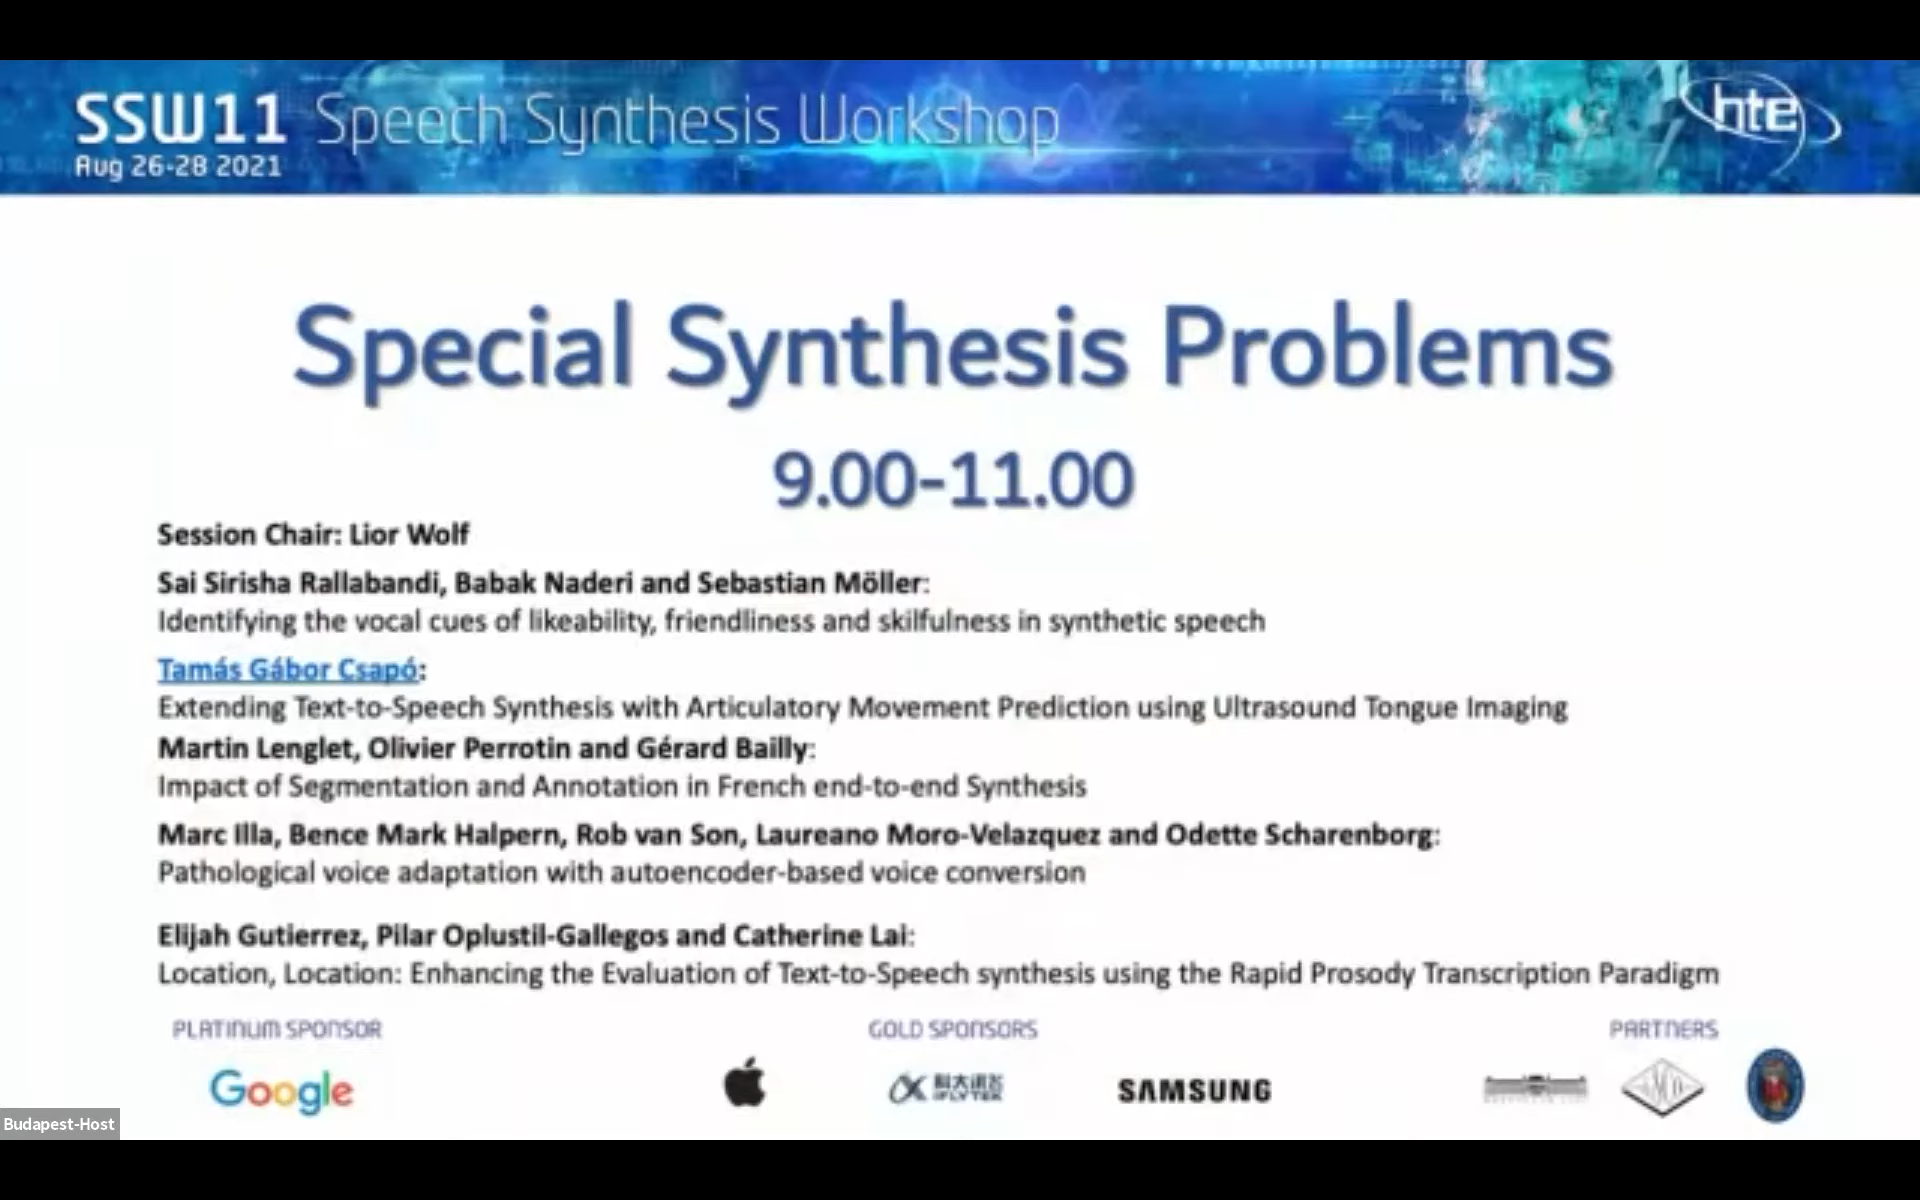 SSW11 Speech Synthesis Workshop
Aug 26-28 2021
hte
Special Synthesis Problems
9.00-11.00
Session Chair: Lior Wolf
Sai Sirisha Rallabandi, Babak Naderi and Sebastian Möller:
Identifying the vocal cues of likeability, friendliness and skilfulness in synthetic speech
Tamás Gábor Csapó:
Extending Text-to-Speech Synthesis with Articulatory Movement Prediction using Ultrasound Tongue Imaging
Martin Lenglet, Olivier Perrotin and Gérard Bailly:
Impact of Segmentation and Annotation in French end-to-end Synthesis
Marc Illa, Bence Mark Halpern, Rob van Son, Laureano Moro-Velazquez and Odette Scharenborg:
Pathological voice adaptation with autoencoder-based voice conversion
Elijah Gutierrez, Pilar Oplustil-Gallegos and Catherine Lai:
Location, Location: Enhancing the Evaluation of Text-to-Speech synthesis using the Rapid Prosody Transcription Paradigm
PLATINUM SPONSOR GOLD SPONSORS PARTNERS
Google 科大讯飞 iFLYTEK SAMSUNG
Budapest-Host